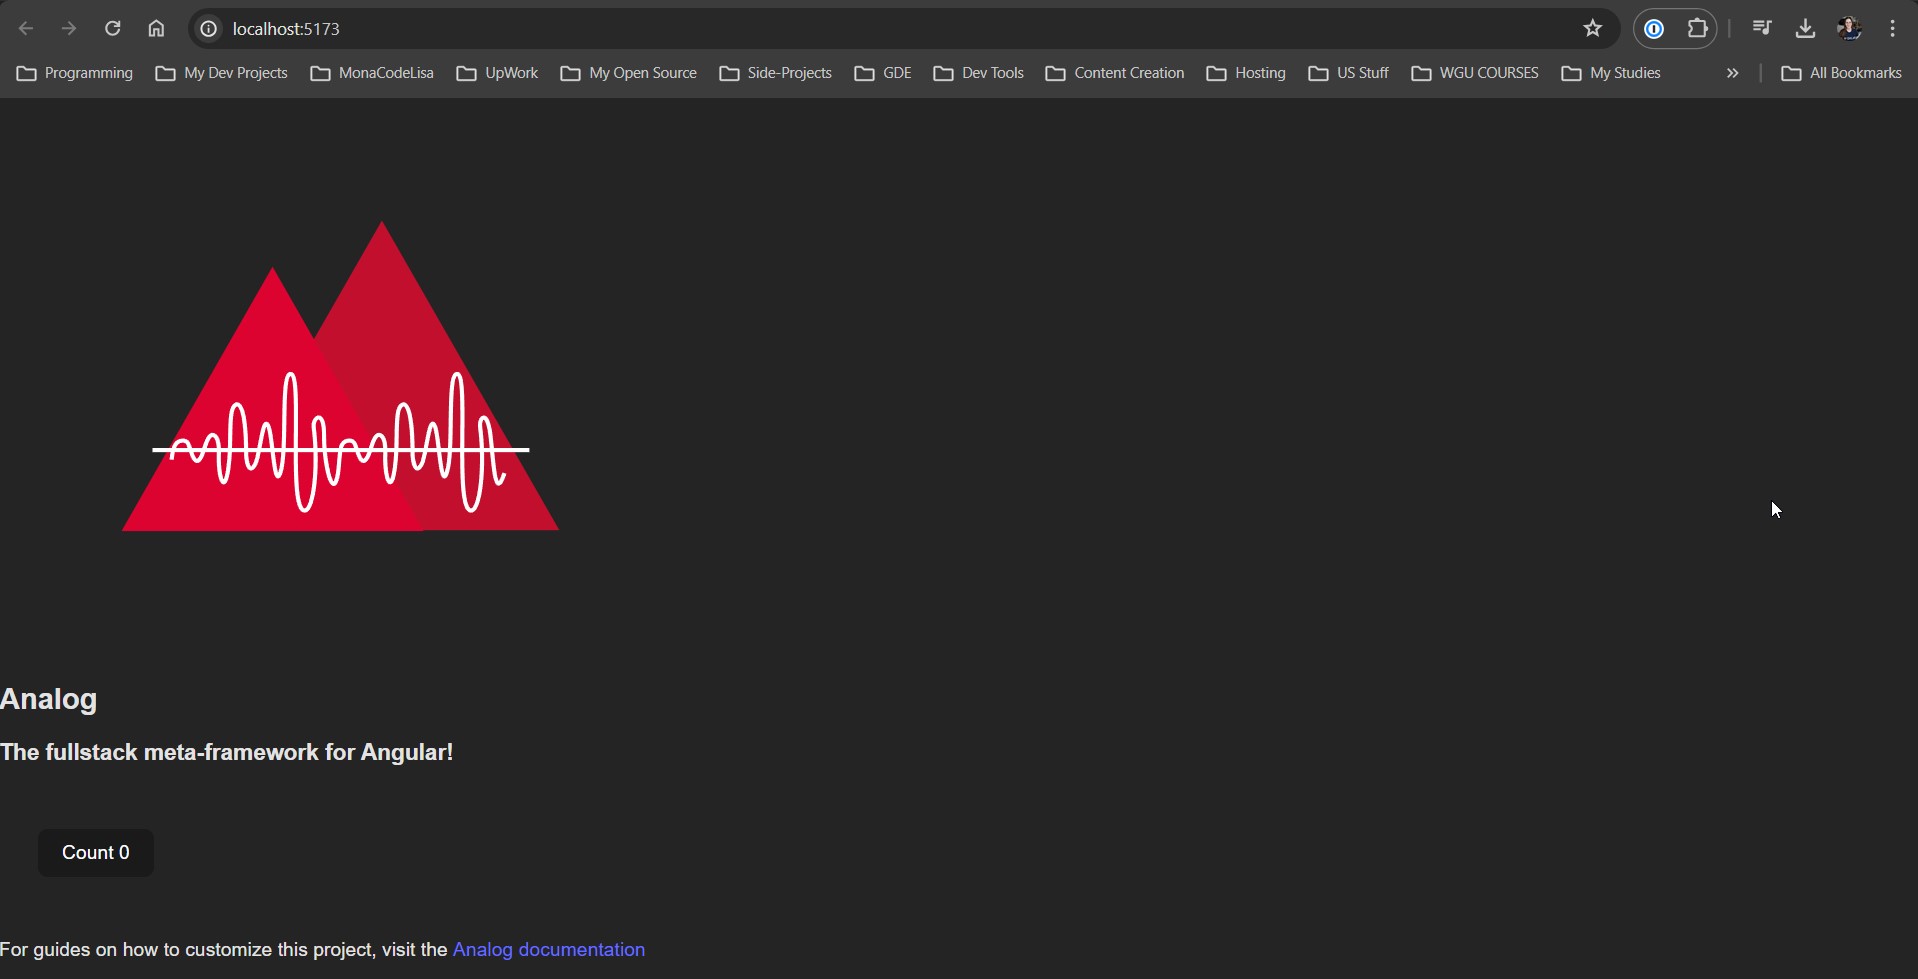 localhost:5173
Programming My Dev Projects MonaCodeLisa UpWork My Open Source Side-Projects GDE Dev Tools Content Creation Hosting US Stuff WGU COURSES My Studies » All Bookmarks
Analog
The fullstack meta-framework for Angular!
Count 0
For guides on how to customize this project, visit the Analog documentation